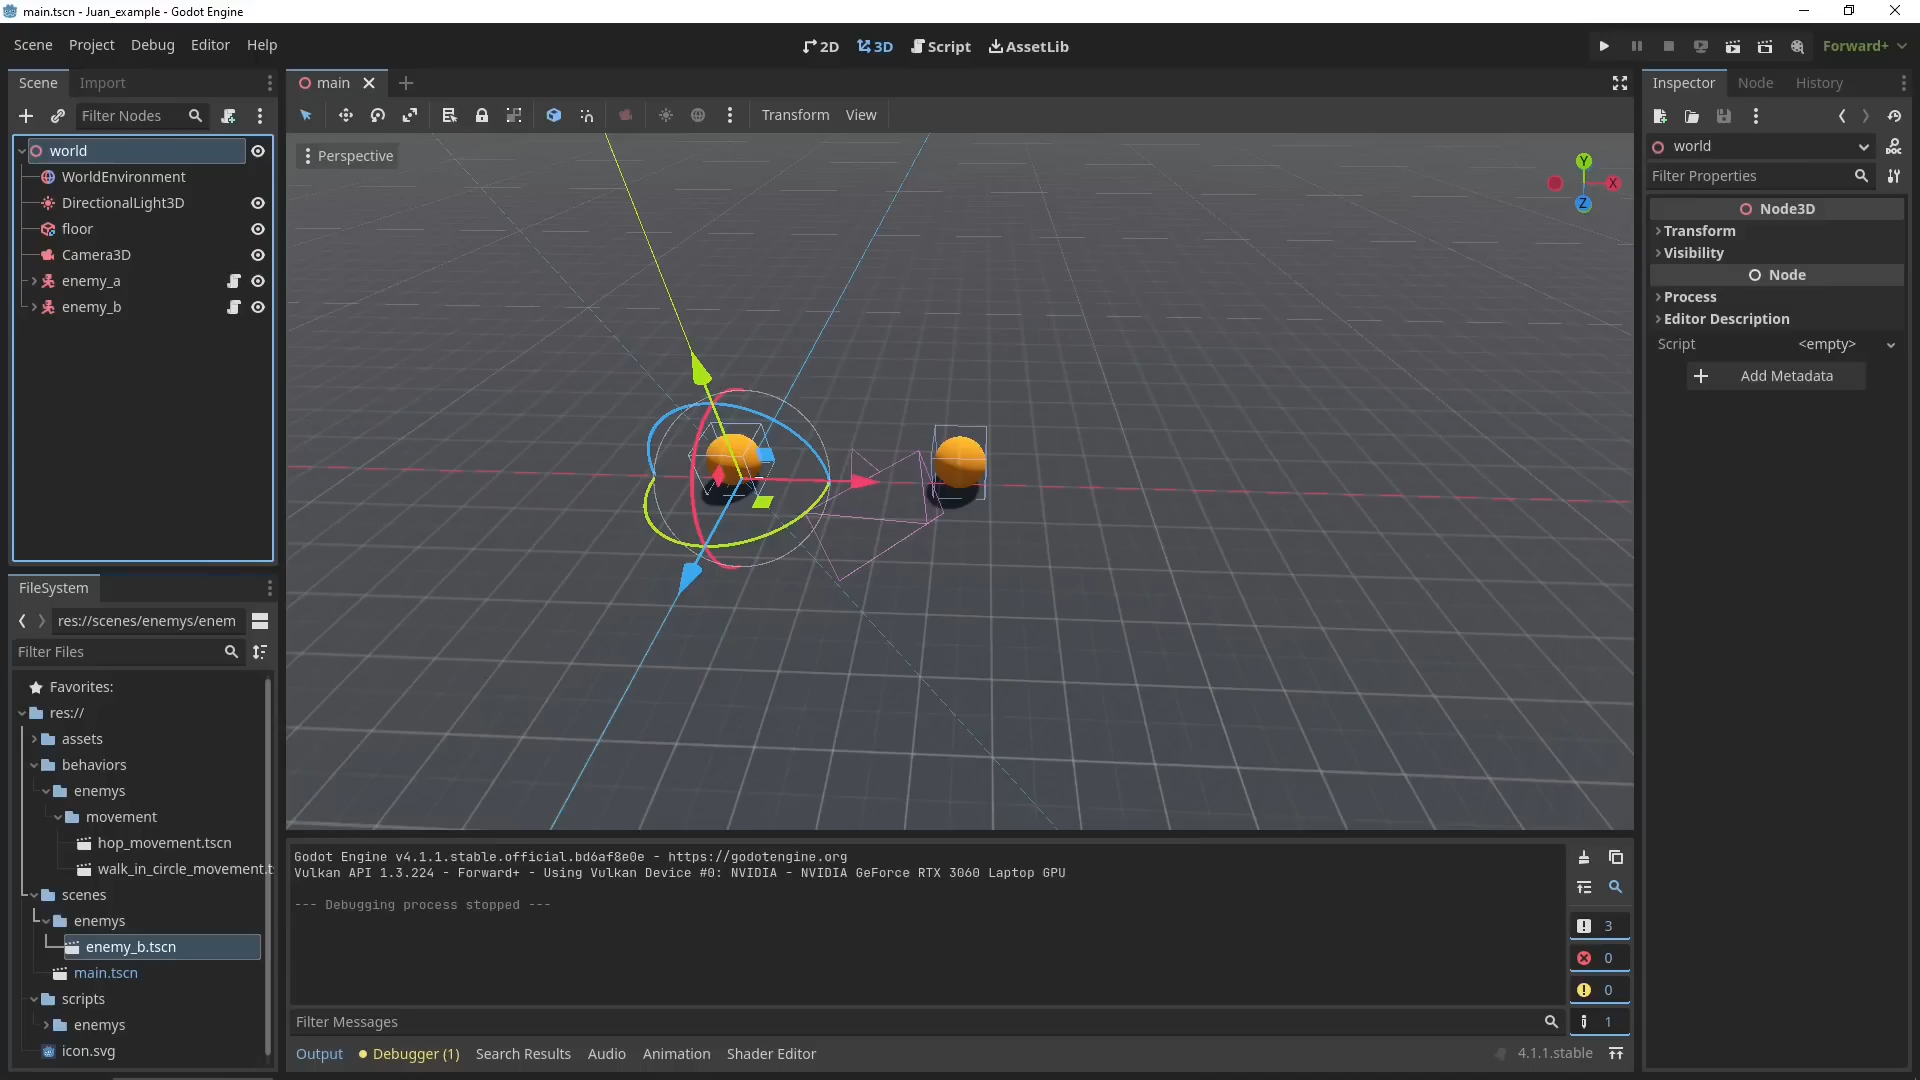 main.tscn - Juan_example - Godot Engine
Scene Project Debug Editor Help
2D 3D Script AssetLib
Forward+
Scene Import
main
Inspector Node History
Filter Nodes
Transform View
world
WorldEnvironment
DirectionalLight3D
floor
Camera3D
enemy_a
enemy_b
Perspective
Y
X
Z
world
Filter Properties
Node3D
Transform
Visibility
Node
Process
Editor Description
Script <empty>
Add Metadata
FileSystem
res://scenes/enemys/enem
Filter Files
Favorites:
res://
assets
behaviors
enemys
movement
hop_movement.tscn
walk_in_circle_movement.t
scenes
enemys
enemy_b.tscn
main.tscn
scripts
enemys
icon.svg
Godot Engine v4.1.1.stable.official.bd6af8e0e - https://godotengine.org
Vulkan API 1.3.224 - Forward+ - Using Vulkan Device #0: NVIDIA - NVIDIA GeForce RTX 3060 Laptop GPU
--- Debugging process stopped ---
3
0
0
1
Filter Messages
Output Debugger (1) Search Results Audio Animation Shader Editor
4.1.1.stable